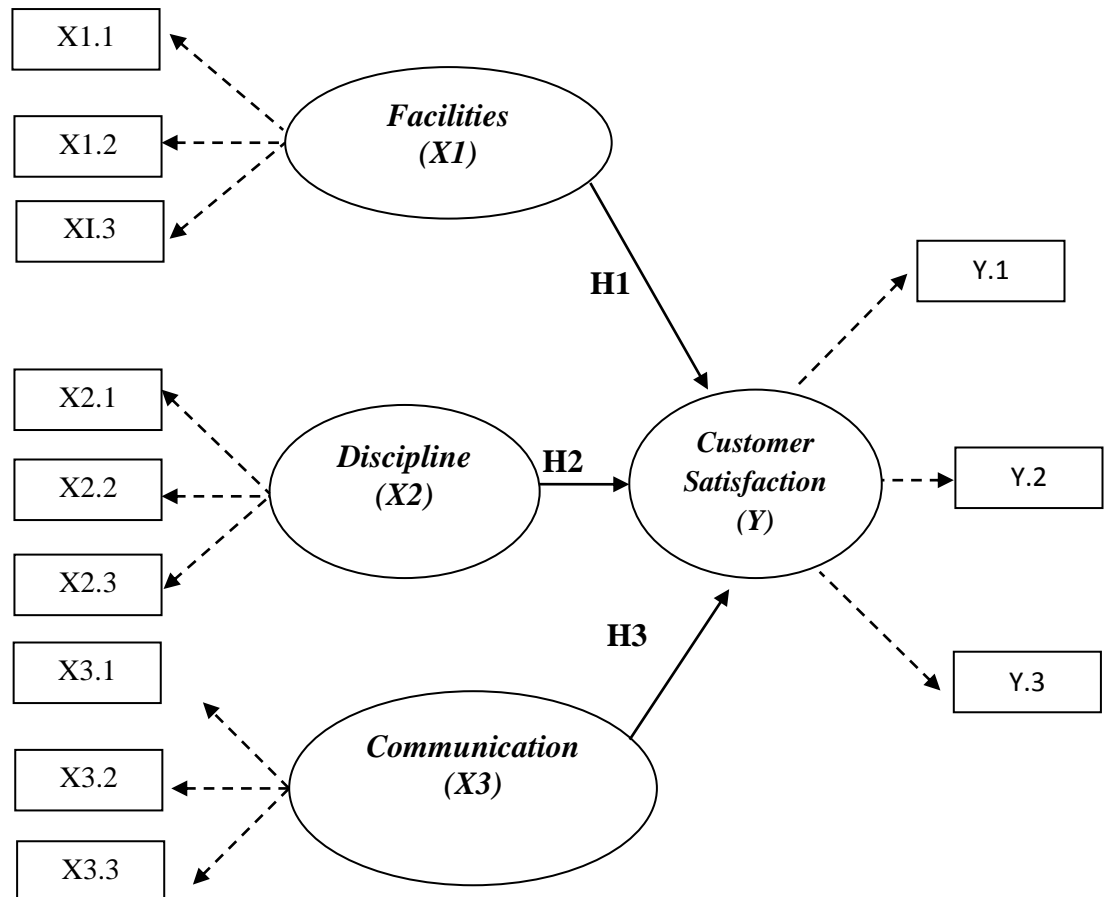 X1.1
Facilities
(X1)
X1.2
XI.3
Y.1
H1
X2.1
Customer
Satisfaction
(Y)
Discipline
(X2)
H2
X2.2
Y.2
X2.3
H3
X3.1
Y.3
Communication
(X3)
X3.2
X3.3